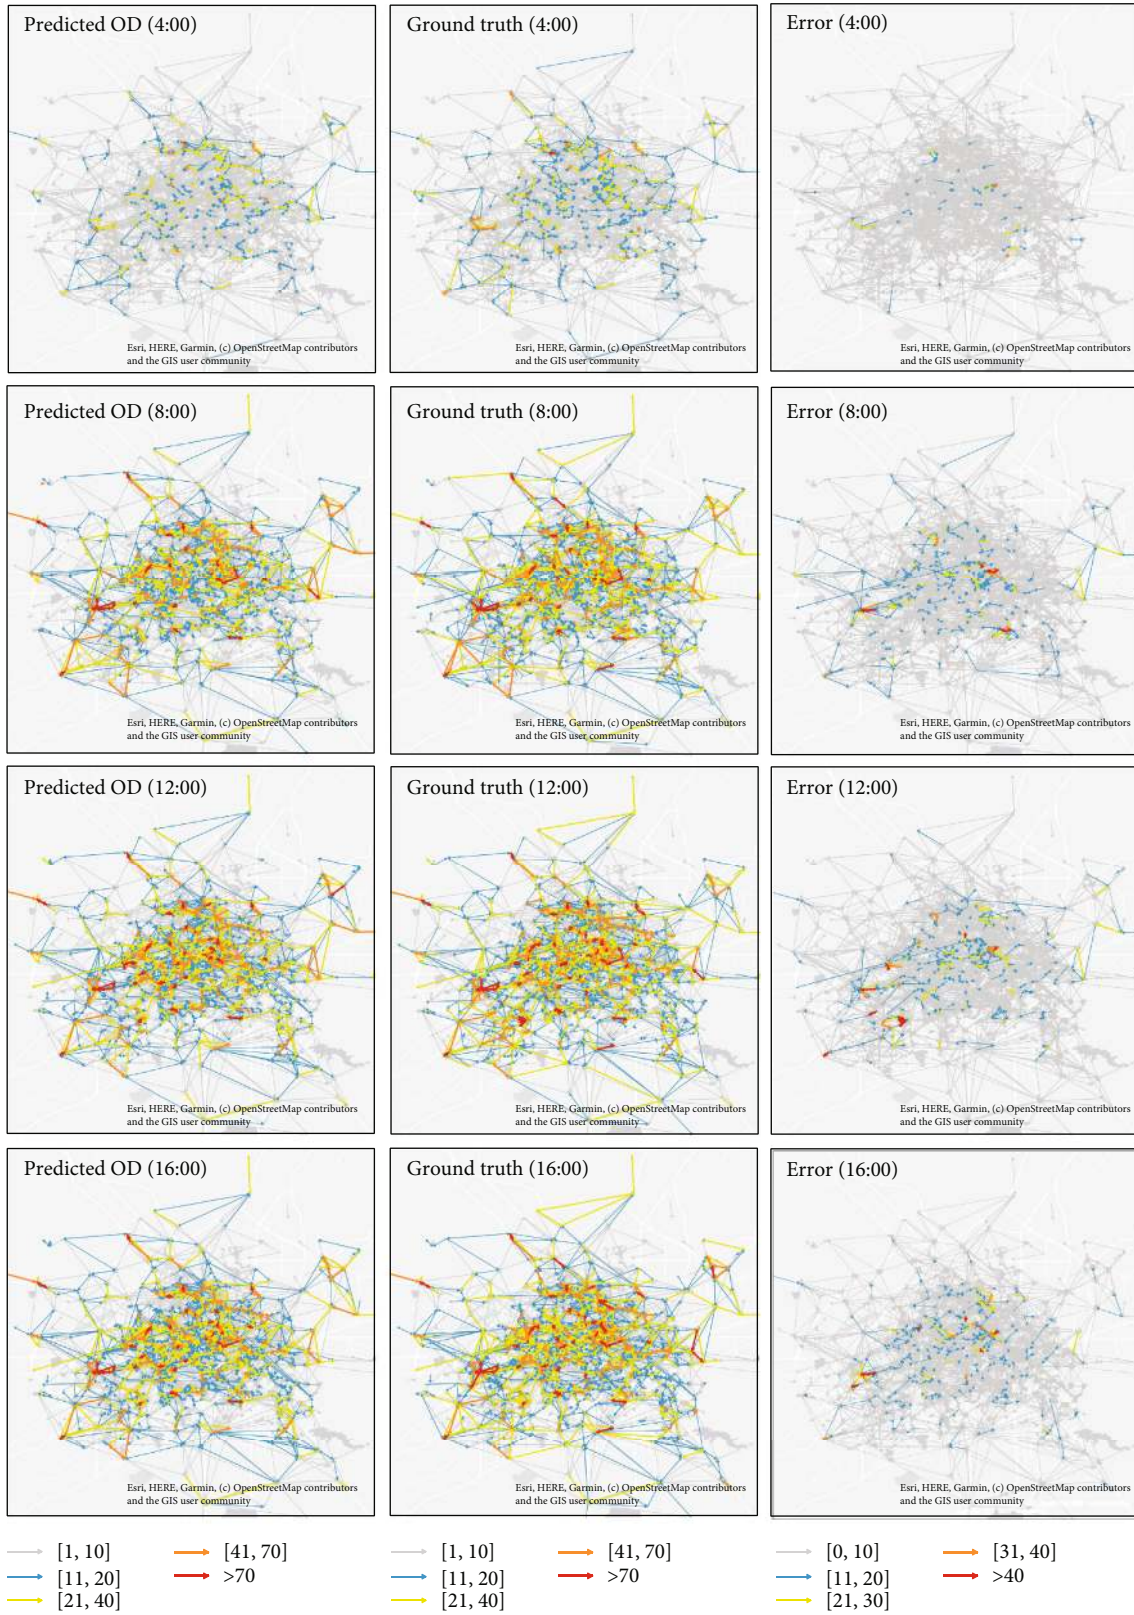 Predicted OD (4:00)
Ground truth (4:00)
Error (4:00)
Esri, HERE, Garmin, (c) OpenStreetMap contributors
and the GIS user community
Esri, HERE, Garmin, (c) OpenStreetMap contributors
and the GIS user community
Esri, HERE, Garmin, (c) OpenStreetMap contributors
and the GIS user community
Predicted OD (8:00)
Ground truth (8:00)
Error (8:00)
Esri, HERE, Garmin, (c) OpenStreetMap contributors
and the GIS user community
Esri, HERE, Garmin, (c) OpenStreetMap contributors
and the GIS user community
Esri, HERE, Garmin, (c) OpenStreetMap contributors
and the GIS user community
Predicted OD (12:00)
Ground truth (12:00)
Error (12:00)
Esri, HERE, Garmin, (c) OpenStreetMap contributors
and the GIS user community
Esri, HERE, Garmin, (c) OpenStreetMap contributors
and the GIS user community
Esri, HERE, Garmin, (c) OpenStreetMap contributors
and the GIS user community
Predicted OD (16:00)
Ground truth (16:00)
Error (16:00)
Esri, HERE, Garmin, (c) OpenStreetMap contributors
and the GIS user community
Esri, HERE, Garmin, (c) OpenStreetMap contributors
and the GIS user community
Esri, HERE, Garmin, (c) OpenStreetMap contributors
and the GIS user community
[1, 10]
[11, 20]
[21, 40]
[41, 70]
>70
[1, 10]
[11, 20]
[21, 40]
[41, 70]
>70
[0, 10]
[11, 20]
[21, 30]
[31, 40]
>40